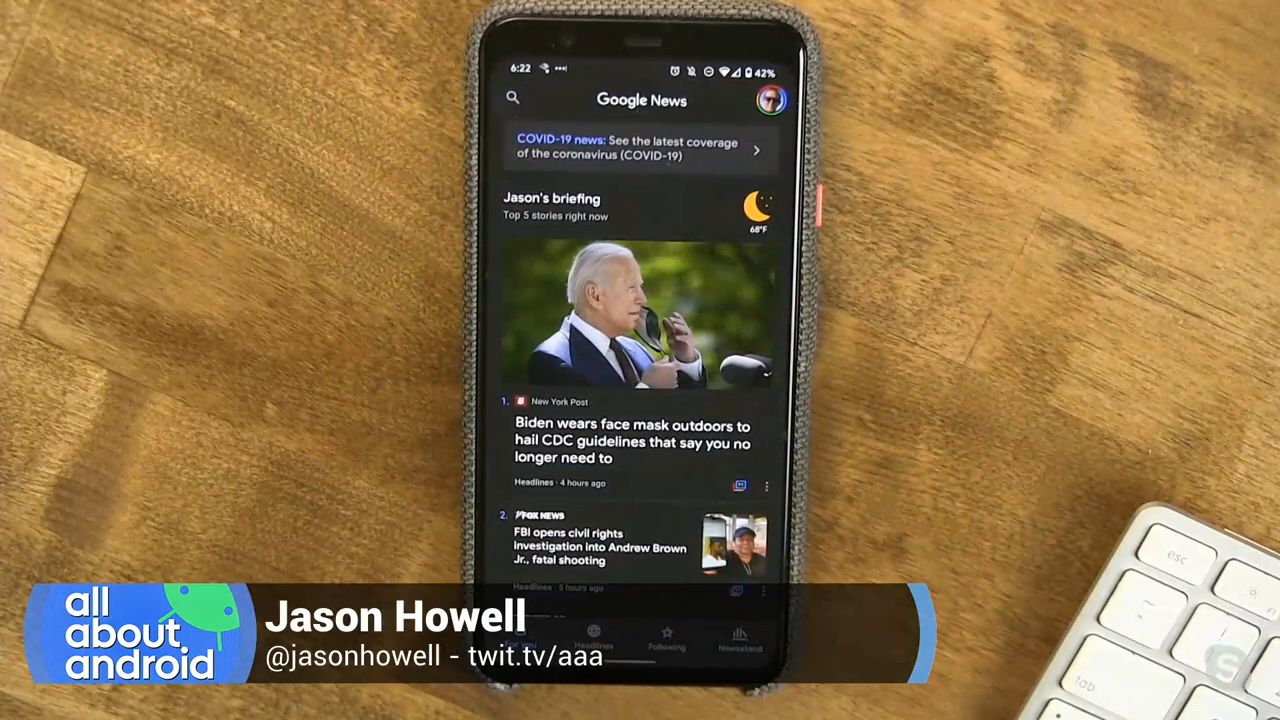 6:22
42%
Google News
COVID-19 news: See the latest coverage
of the coronavirus (COVID-19)
Jason's briefing
Top 5 stories right now
68°F
1. New York Post
Biden wears face mask outdoors to
hail CDC guidelines that say you no
longer need to
Headlines · 4 hours ago
2. FOX NEWS
FBI opens civil rights
investigation into Andrew Brown
Jr., fatal shooting
Headlines · 5 hours ago
For you
Headlines
Following
Newsstand
all
about
android
Jason Howell
@jasonhowell - twit.tv/aaa
esc
tab